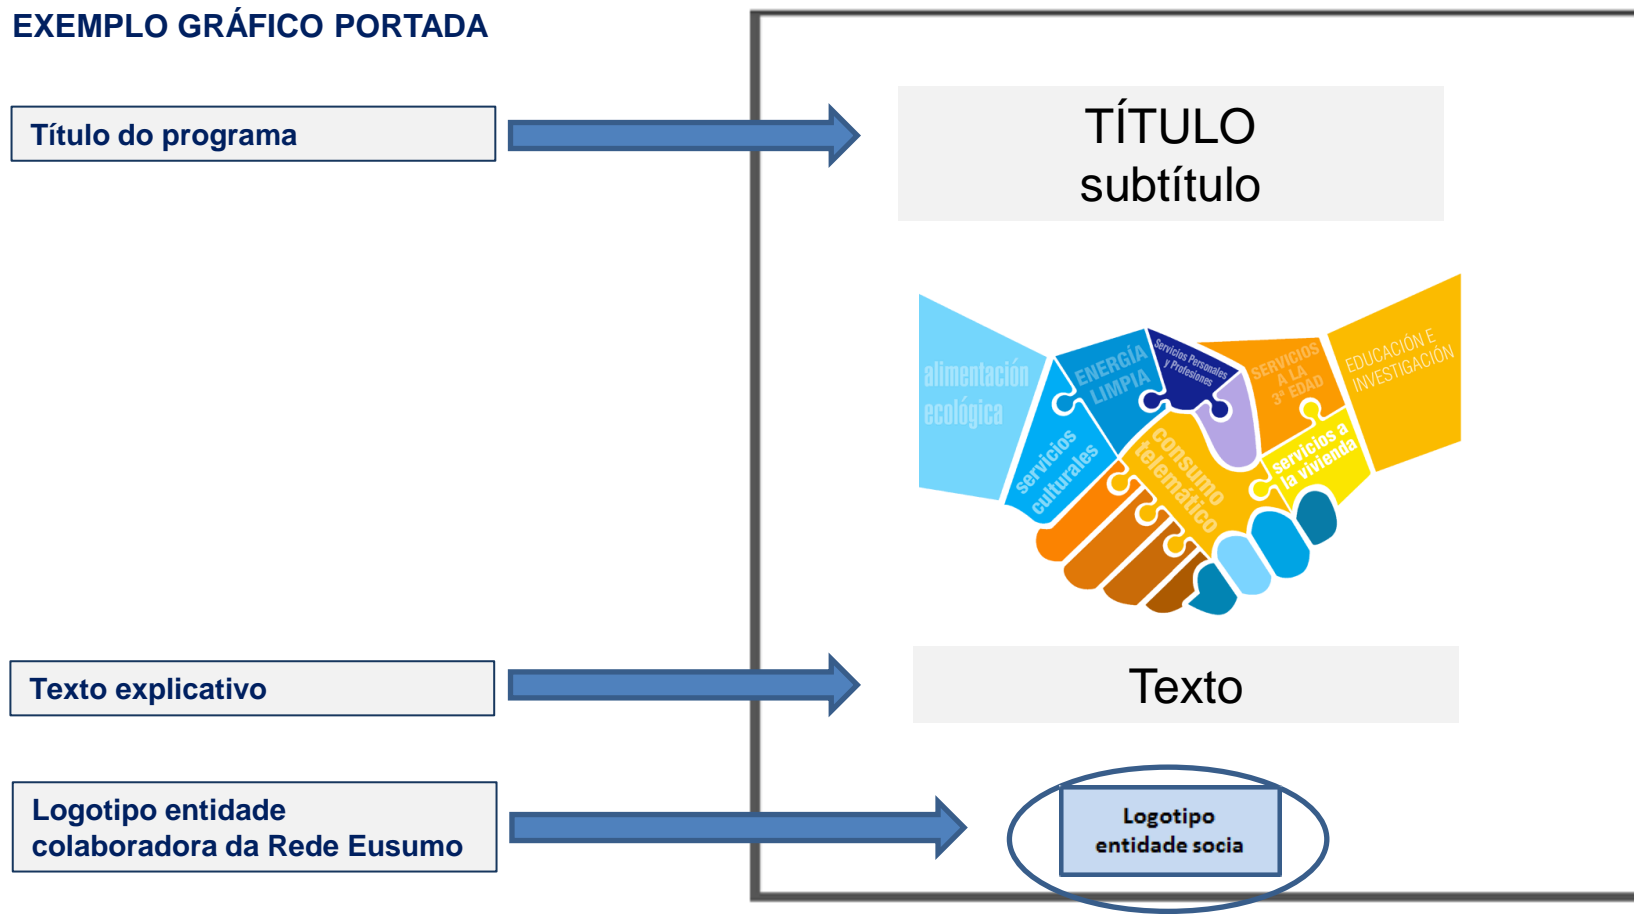 EXEMPLO GRÁFICO PORTADA
Título do programa
TÍTULO
subtítulo
alimentación
ecológica
ENERGÍA
LIMPIA
Servicios Personales
y Profesiones
SERVICIOS
A LA
3ª EDAD
EDUCACIÓN E
INVESTIGACIÓN
servicios
culturales
consumo
telemático
servicios a
la vivienda
Texto explicativo
Texto
Logotipo entidade
colaboradora da Rede Eusumo
Logotipo
entidade socia